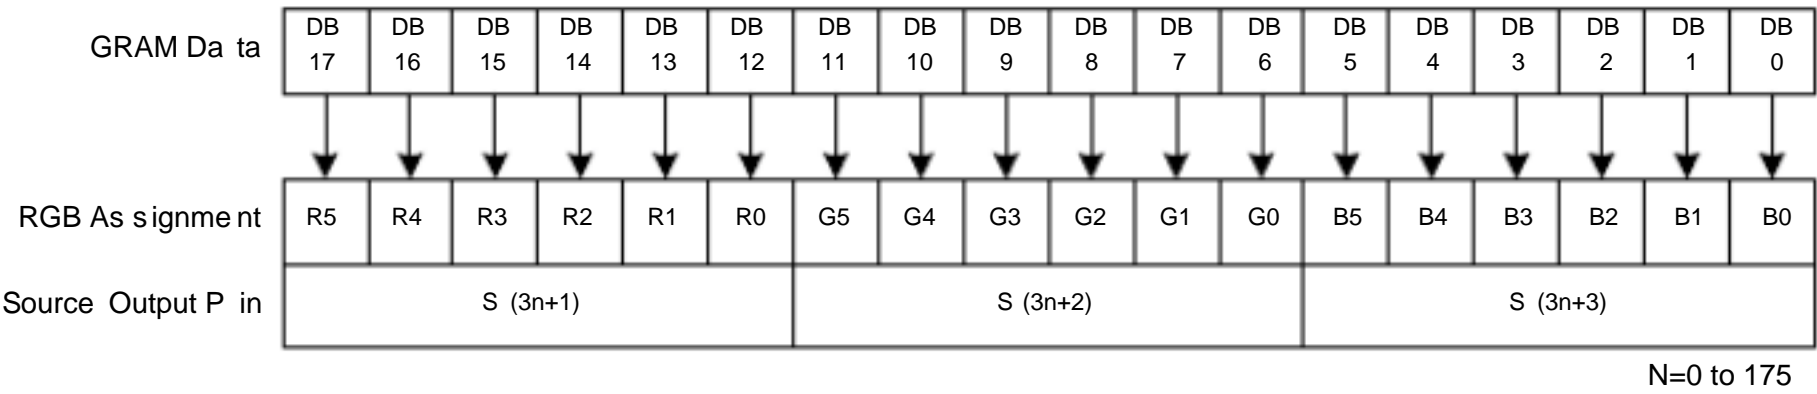 GRAM Da ta DB 17 DB 16 DB 15 DB 14 DB 13 DB 12 DB 11 DB 10 DB 9 DB 8 DB 7 DB 6 DB 5 DB 4 DB 3 DB 2 DB 1 DB 0
RGB As signme nt R5 R4 R3 R2 R1 R0 G5 G4 G3 G2 G1 G0 B5 B4 B3 B2 B1 B0
Source Output P in S (3n+1) S (3n+2) S (3n+3)
N=0 to 175